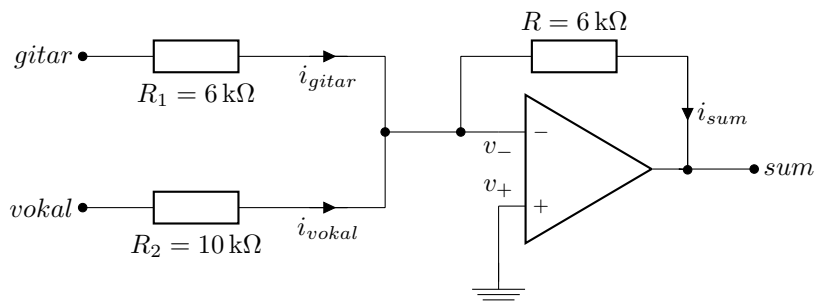 R = 6 kΩ
gitar
R₁ = 6 kΩ
i_gitar
i_sum
v₋
−
sum
v₊
+
vokal
R₂ = 10 kΩ
i_vokal